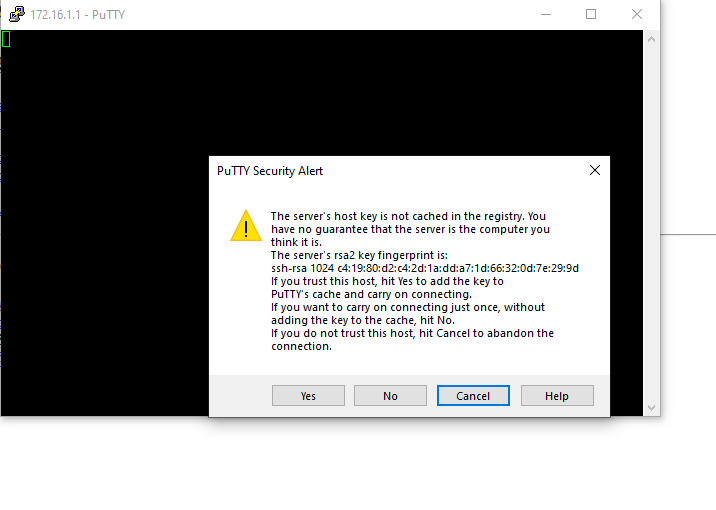 172.16.1.1 - PuTTY
PuTTY Security Alert
The server's host key is not cached in the registry. You
have no guarantee that the server is the computer you
think it is.
The server's rsa2 key fingerprint is:
ssh-rsa 1024 c4:19:80:d2:c4:2d:1a:dd:a7:1d:66:32:0d:7e:29:9d
If you trust this host, hit Yes to add the key to
PuTTY's cache and carry on connecting.
If you want to carry on connecting just once, without
adding the key to the cache, hit No.
If you do not trust this host, hit Cancel to abandon the
connection.
Yes No Cancel Help